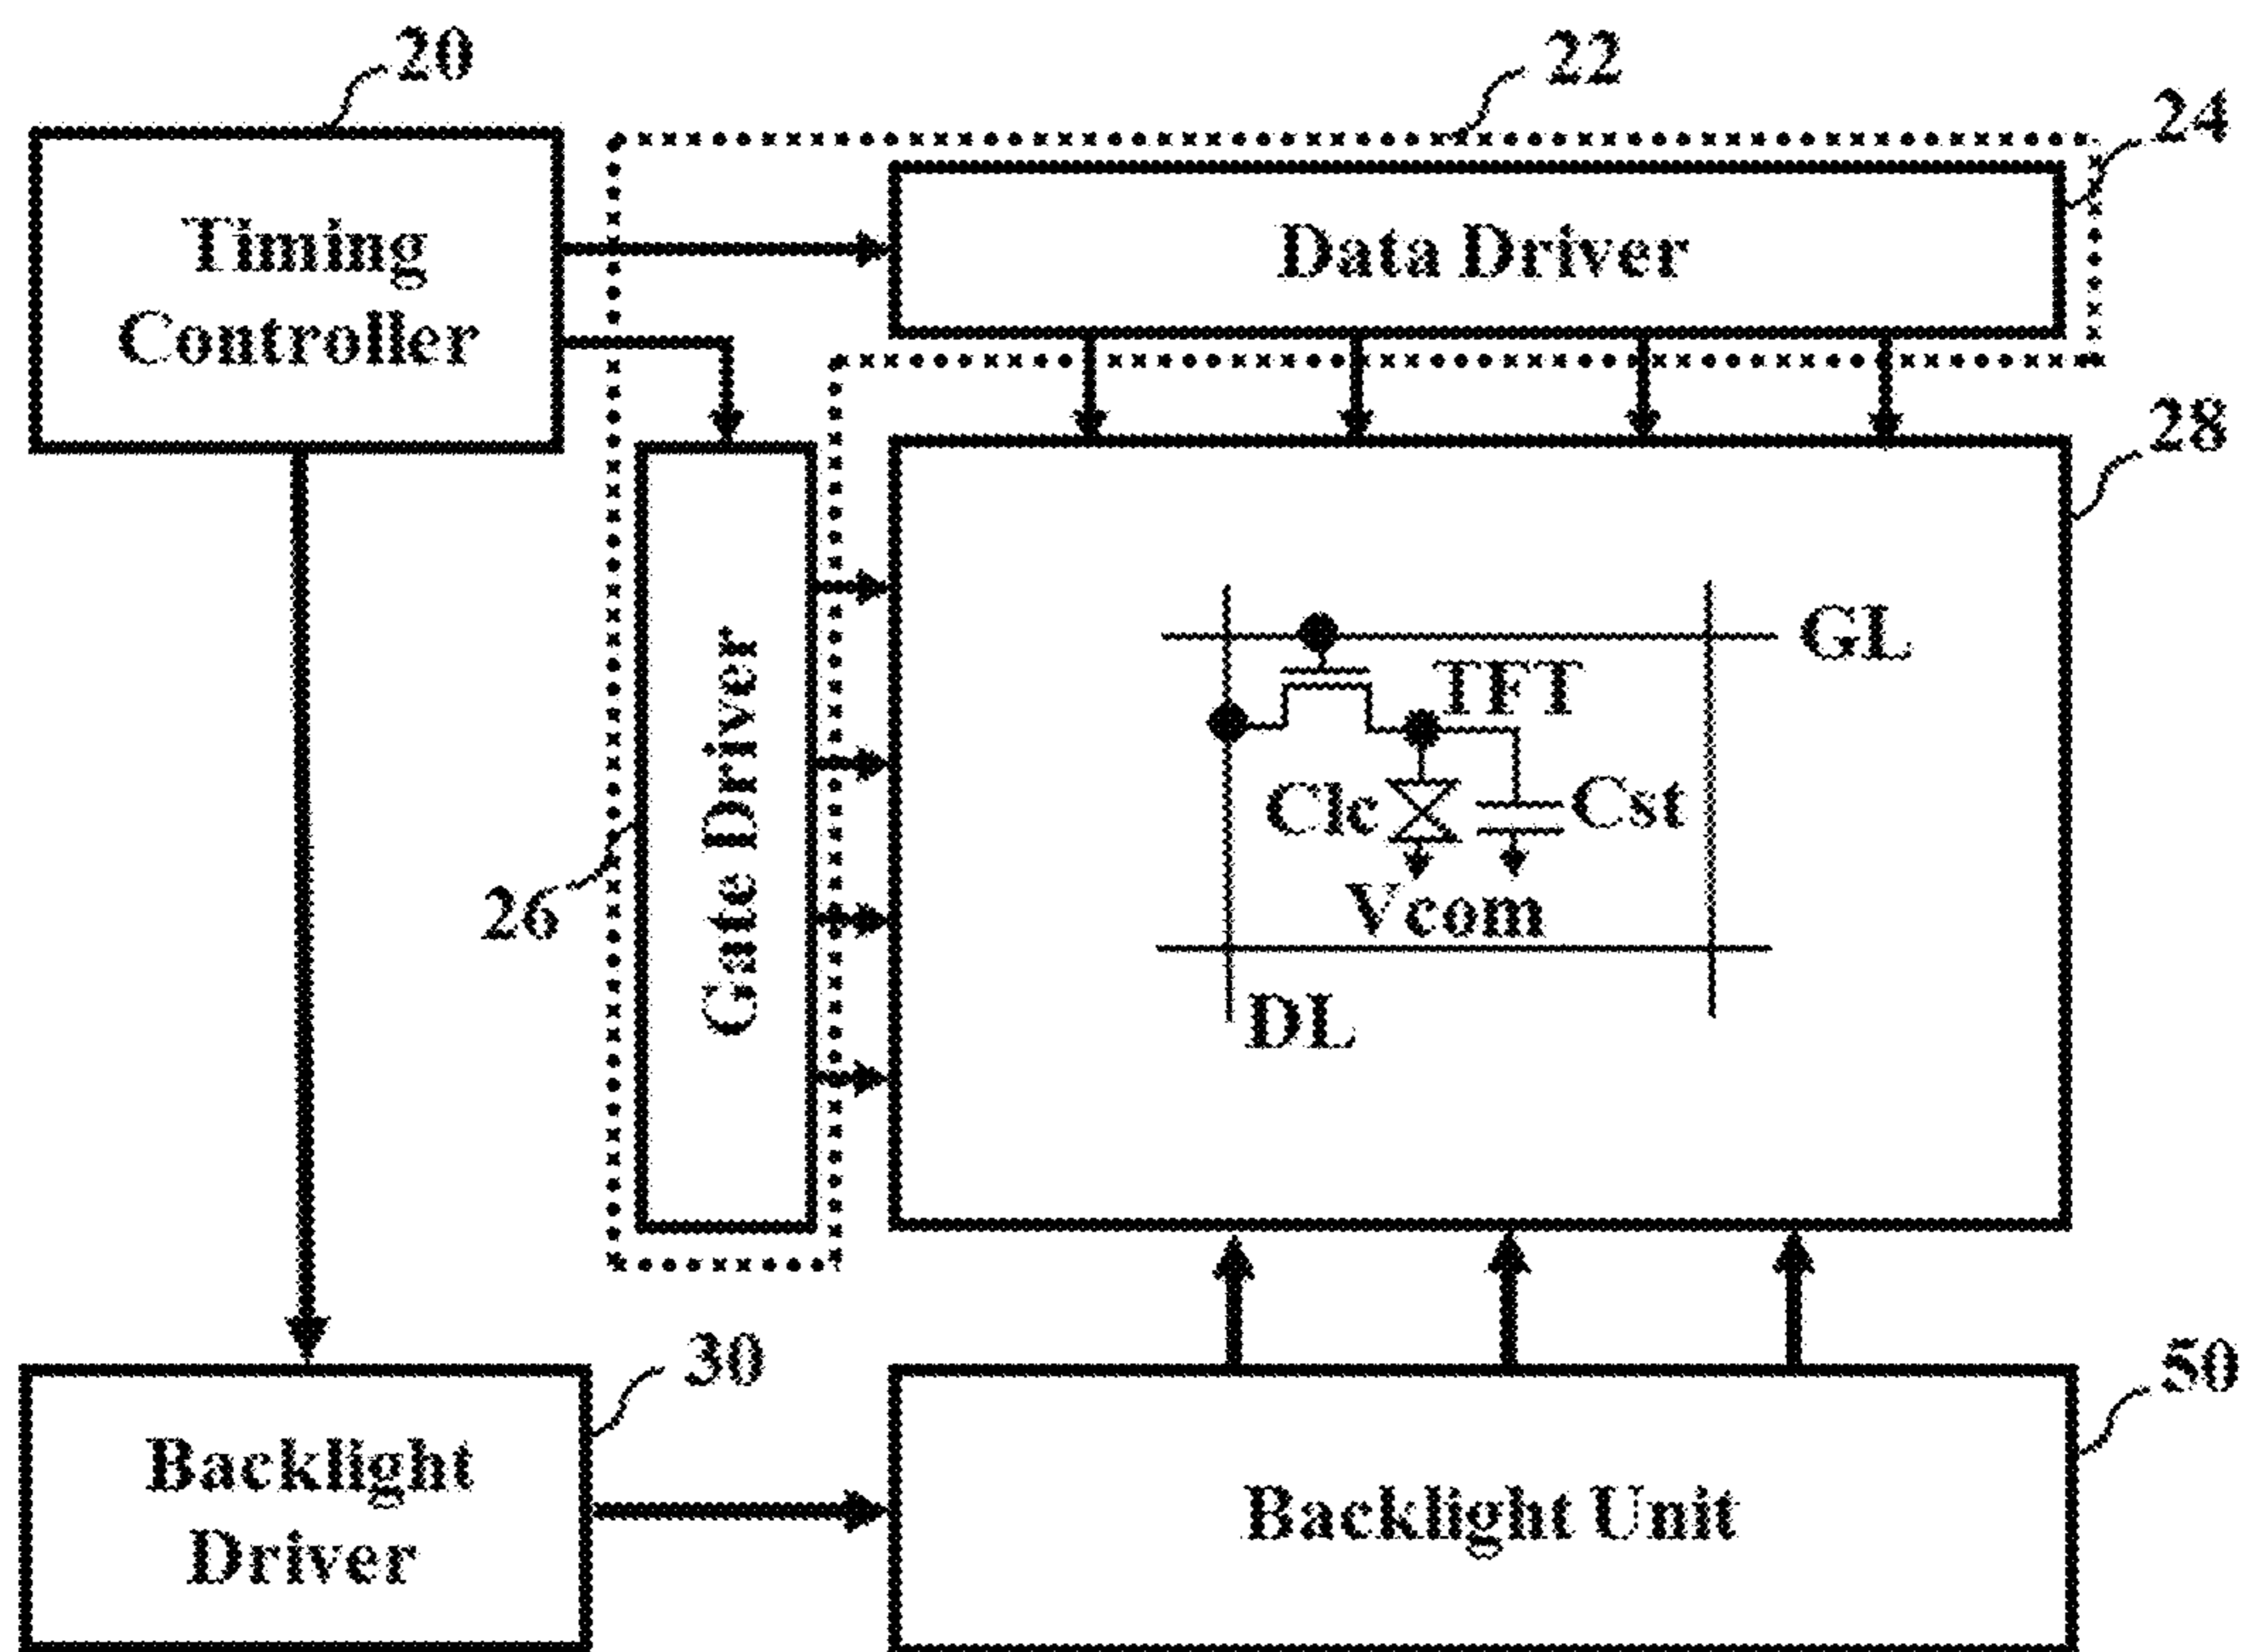 20
22
24
Timing
Controller
Data Driver
28
GL
TFT
Clc
Cst
Vcom
DL
Gate Driver
26
30
50
Backlight
Driver
Backlight Unit